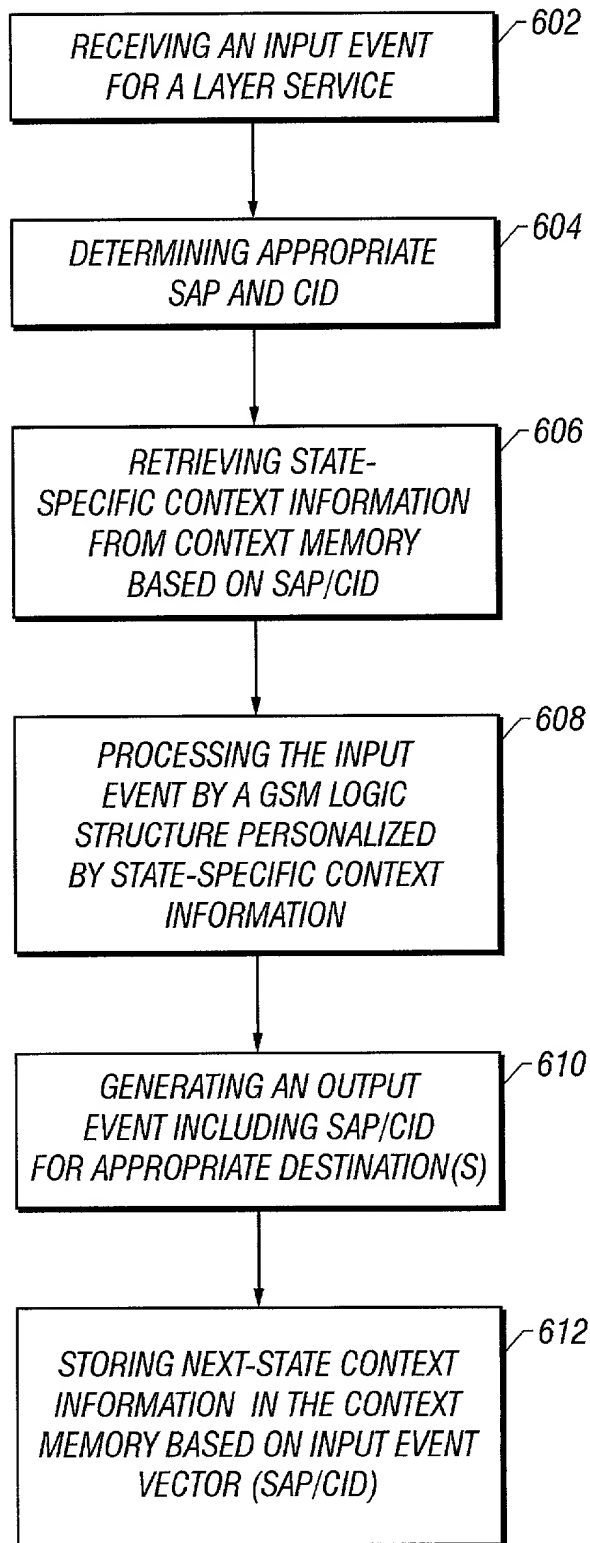 602
RECEIVING AN INPUT EVENT
FOR A LAYER SERVICE
604
DETERMINING APPROPRIATE
SAP AND CID
606
RETRIEVING STATE-
SPECIFIC CONTEXT INFORMATION
FROM CONTEXT MEMORY
BASED ON SAP/CID
608
PROCESSING THE INPUT
EVENT BY A GSM LOGIC
STRUCTURE PERSONALIZED
BY STATE-SPECIFIC CONTEXT
INFORMATION
610
GENERATING AN OUTPUT
EVENT INCLUDING SAP/CID
FOR APPROPRIATE DESTINATION(S)
612
STORING NEXT-STATE CONTEXT
INFORMATION IN THE CONTEXT
MEMORY BASED ON INPUT EVENT
VECTOR (SAP/CID)